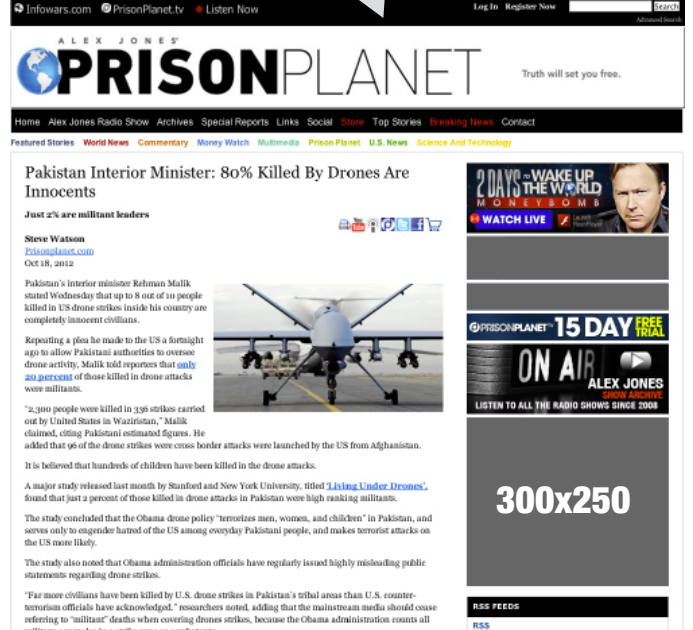 Infowars.com PrisonPlanet.tv Listen Now
Log In Register Now Search
Advanced Search
ALEX JONES'
PRISONPLANET
Truth will set you free.
Home Alex Jones Radio Show Archives Special Reports Links Social Store Top Stories Breaking News Contact
Featured Stories World News Commentary Money Watch Multimedia Prison Planet U.S. News Science And Technology
Pakistan Interior Minister: 80% Killed By Drones Are
Innocents
Just 2% are militant leaders
Steve Watson
Prisonplanet.com
Oct 18, 2012
Pakistan's interior minister Rehman Malik
stated Wednesday that up to 8 out of 10 people
killed in US drone strikes inside his country are
completely innocent civilians.
Repeating a plea he made to the US a fortnight
ago to allow Pakistani authorities to oversee
drone activity, Malik told reporters that only
20 percent of those killed in drone attacks
were militants.
"2,300 people were killed in 336 strikes carried
out by United States in Waziristan," Malik
claimed, citing Pakistani estimated figures. He
added that 96 of the drone strikes were cross border attacks were launched by the US from Afghanistan.
It is believed that hundreds of children have been killed in the drone attacks.
A major study released last month by Stanford and New York University, titled 'Living Under Drones',
found that just 2 percent of those killed in drone attacks in Pakistan were high ranking militants.
The study concluded that the Obama drone policy "terrorizes men, women, and children" in Pakistan, and
serves only to engender hatred of the US among everyday Pakistani people, and makes terrorist attacks on
the US more likely.
The study also noted that Obama administration officials have regularly issued highly misleading public
statements regarding drone strikes.
"Far more civilians have been killed by U.S. drone strikes in Pakistan's tribal areas than U.S. counter-
terrorism officials have acknowledged." researchers noted, adding that the mainstream media should cease
referring to "militant" deaths when covering drones strikes, because the Obama administration counts all
2 DAYS TO WAKE UP
THE WORLD
MONEYBOMB
WATCH LIVE Launch
FlashPlayer
PRISONPLANET 15 DAY FREE
TRIAL
ON AIR
ALEX JONES
SHOW ARCHIVE
LISTEN TO ALL THE RADIO SHOWS SINCE 2008
300x250
RSS FEEDS
RSS